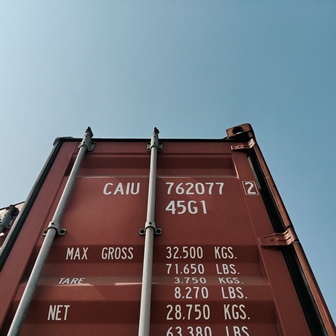 CAIU 762077 2
45G1
MAX GROSS 32.500 KGS.
71.650 LBS.
TARE 3.750 KGS.
8.270 LBS.
NET 28.750 KGS.
63.380 LBS.